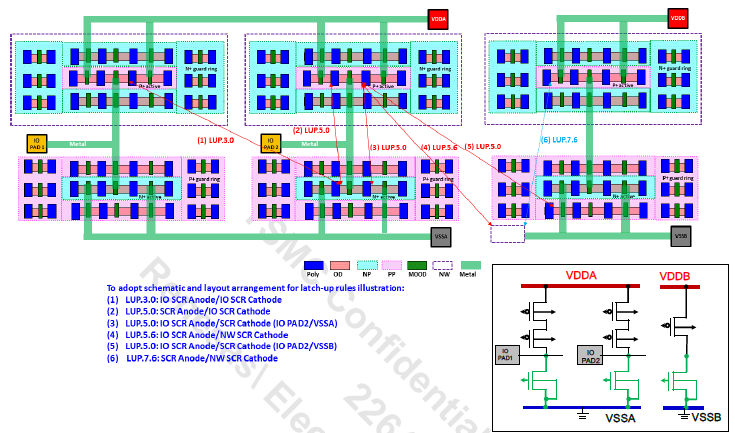 VDDA
VDDB
N+ guard ring
P+ active
N+ guard ring
P+ active
N+ guard ring
P+ active
(1) LUP.3.0
(2) LUP.5.0
(3) LUP.5.0
(4) LUP.5.6
(5) LUP.5.0
(6) LUP.7.6
IO
PAD 1
Metal
IO
PAD 2
Metal
P+ guard ring
N+ active
P+ guard ring
N+ active
P+ guard ring
N+ active
VSSA
VSSB
Poly
OD
NP
PP
MOOD
NW
Metal
To adopt schematic and layout arrangement for latch-up rules illustration:
(1) LUP.3.0: IO SCR Anode/IO SCR Cathode
(2) LUP.5.0: SCR Anode/IO SCR Cathode
(3) LUP.5.0: IO SCR Anode/SCR Cathode (IO PAD2/VSSA)
(4) LUP.5.6: IO SCR Anode/NW SCR Cathode
(5) LUP.5.0: IO SCR Anode/SCR Cathode (IO PAD2/VSSB)
(6) LUP.7.6: SCR Anode/NW SCR Cathode
VDDA
VDDB
IO
PAD1
IO
PAD2
VSSA
VSSB
TSMC Confidential